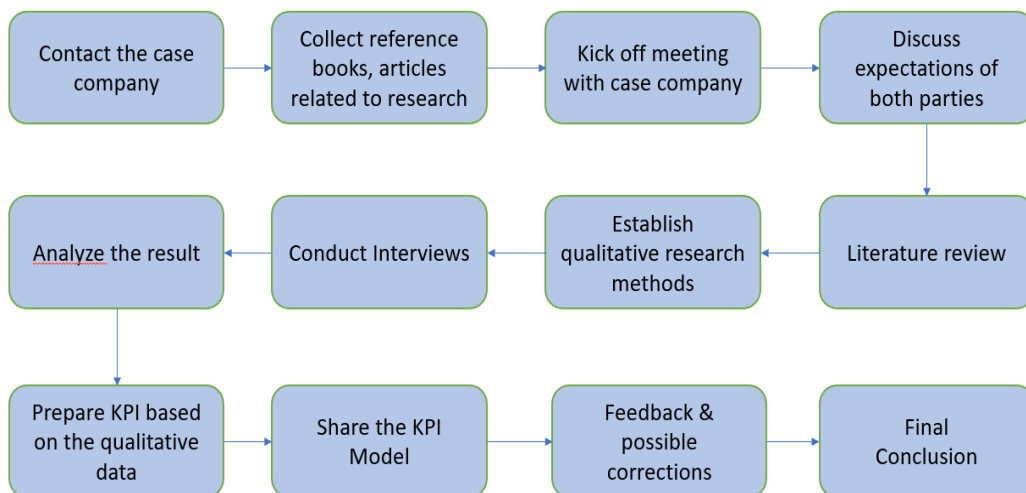 Contact the case
company
Collect reference
books, articles
related to research
Kick off meeting
with case company
Discuss
expectations of
both parties
Literature review
Establish
qualitative research
methods
Conduct Interviews
Analyze the result
Prepare KPI based
on the qualitative
data
Share the KPI
Model
Feedback &
possible
corrections
Final
Conclusion